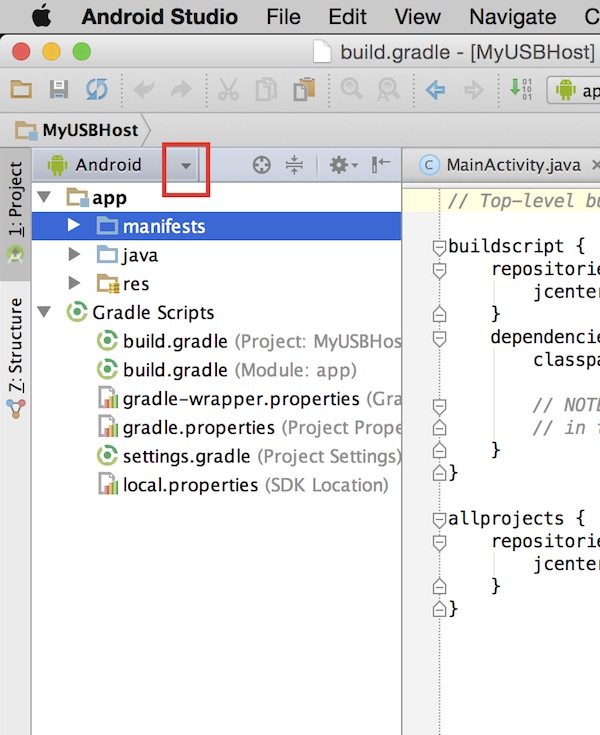 Android Studio File Edit View Navigate C
build.gradle - [MyUSBHost]
ap
MyUSBHost
Android
MainActivity.java
1: Project
Z: Structure
app
manifests
java
res
Gradle Scripts
build.gradle (Project: MyUSBHos
build.gradle (Module: app)
gradle-wrapper.properties (Gra
gradle.properties (Project Prope
settings.gradle (Project Settings)
local.properties (SDK Location)
// Top-level bu
buildscript {
repositorie
jcenter
}
dependencie
classpa
// NOTE
// in t
}
}
allprojects {
repositorie
jcenter
}
}